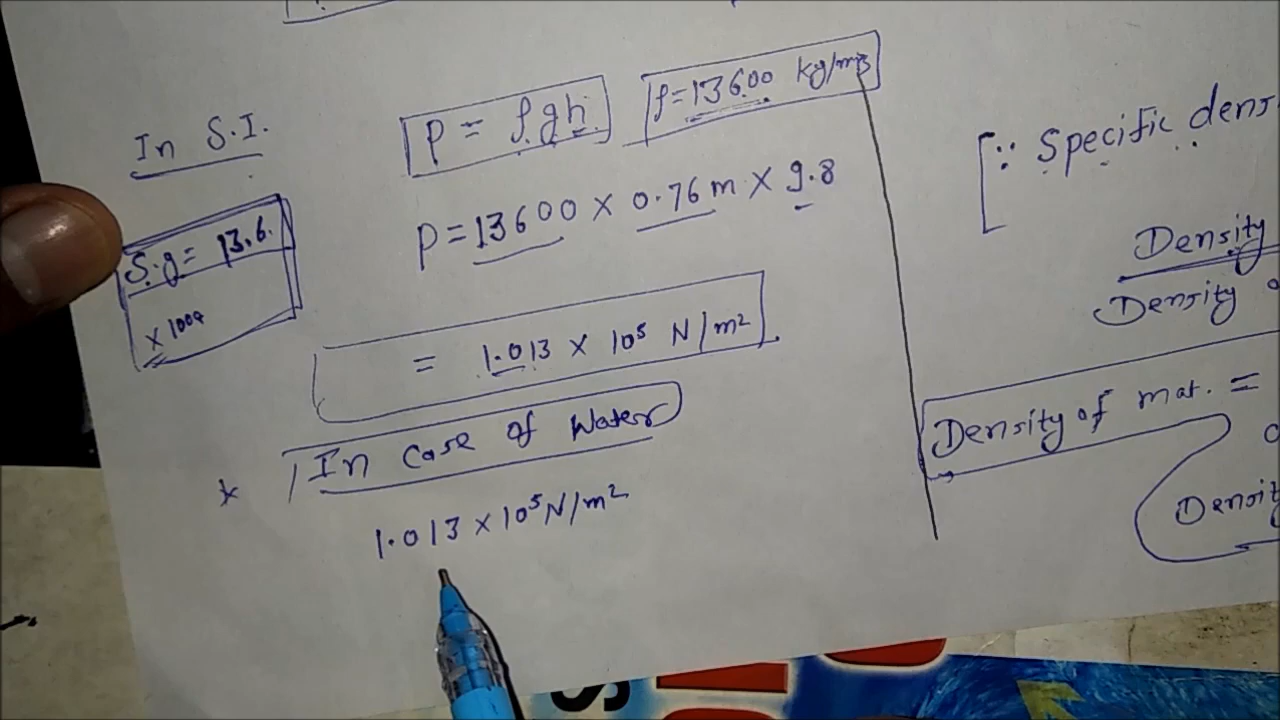 In S.I.
P = ρgh
ρ=13600 kg/m3
S.g = 13.6.
× 1000
P = 13600 × 0.76 m × 9.8
= 1.013 × 10⁵ N/m²
* In case of Water
1.013 × 10⁵ N/m²
[∵ Specific dens
Density
Density
Density of mat. =
Densit